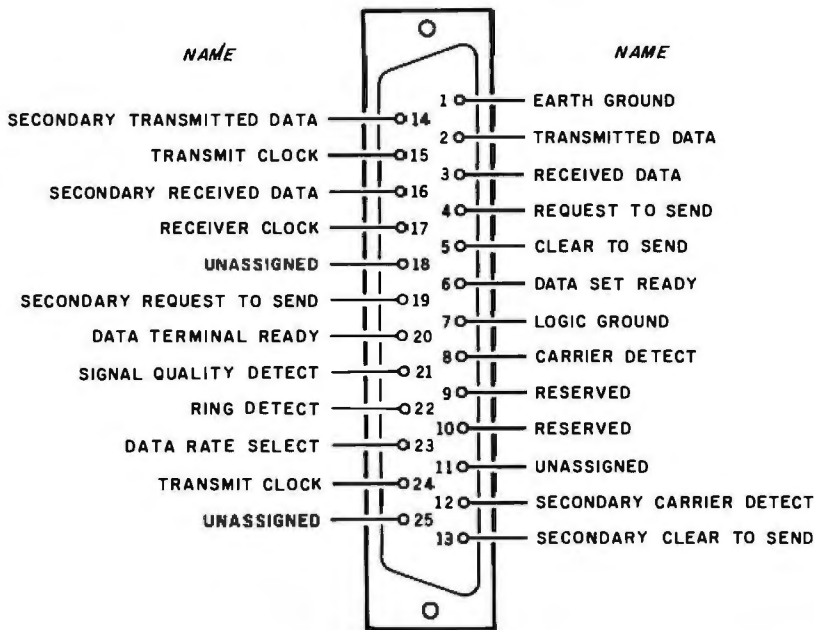 NAME
NAME
1 EARTH GROUND
SECONDARY TRANSMITTED DATA 14
2 TRANSMITTED DATA
TRANSMIT CLOCK 15
3 RECEIVED DATA
SECONDARY RECEIVED DATA 16
4 REQUEST TO SEND
RECEIVER CLOCK 17
5 CLEAR TO SEND
UNASSIGNED 18
6 DATA SET READY
SECONDARY REQUEST TO SEND 19
7 LOGIC GROUND
DATA TERMINAL READY 20
8 CARRIER DETECT
SIGNAL QUALITY DETECT 21
9 RESERVED
RING DETECT 22
10 RESERVED
DATA RATE SELECT 23
11 UNASSIGNED
TRANSMIT CLOCK 24
12 SECONDARY CARRIER DETECT
UNASSIGNED 25
13 SECONDARY CLEAR TO SEND